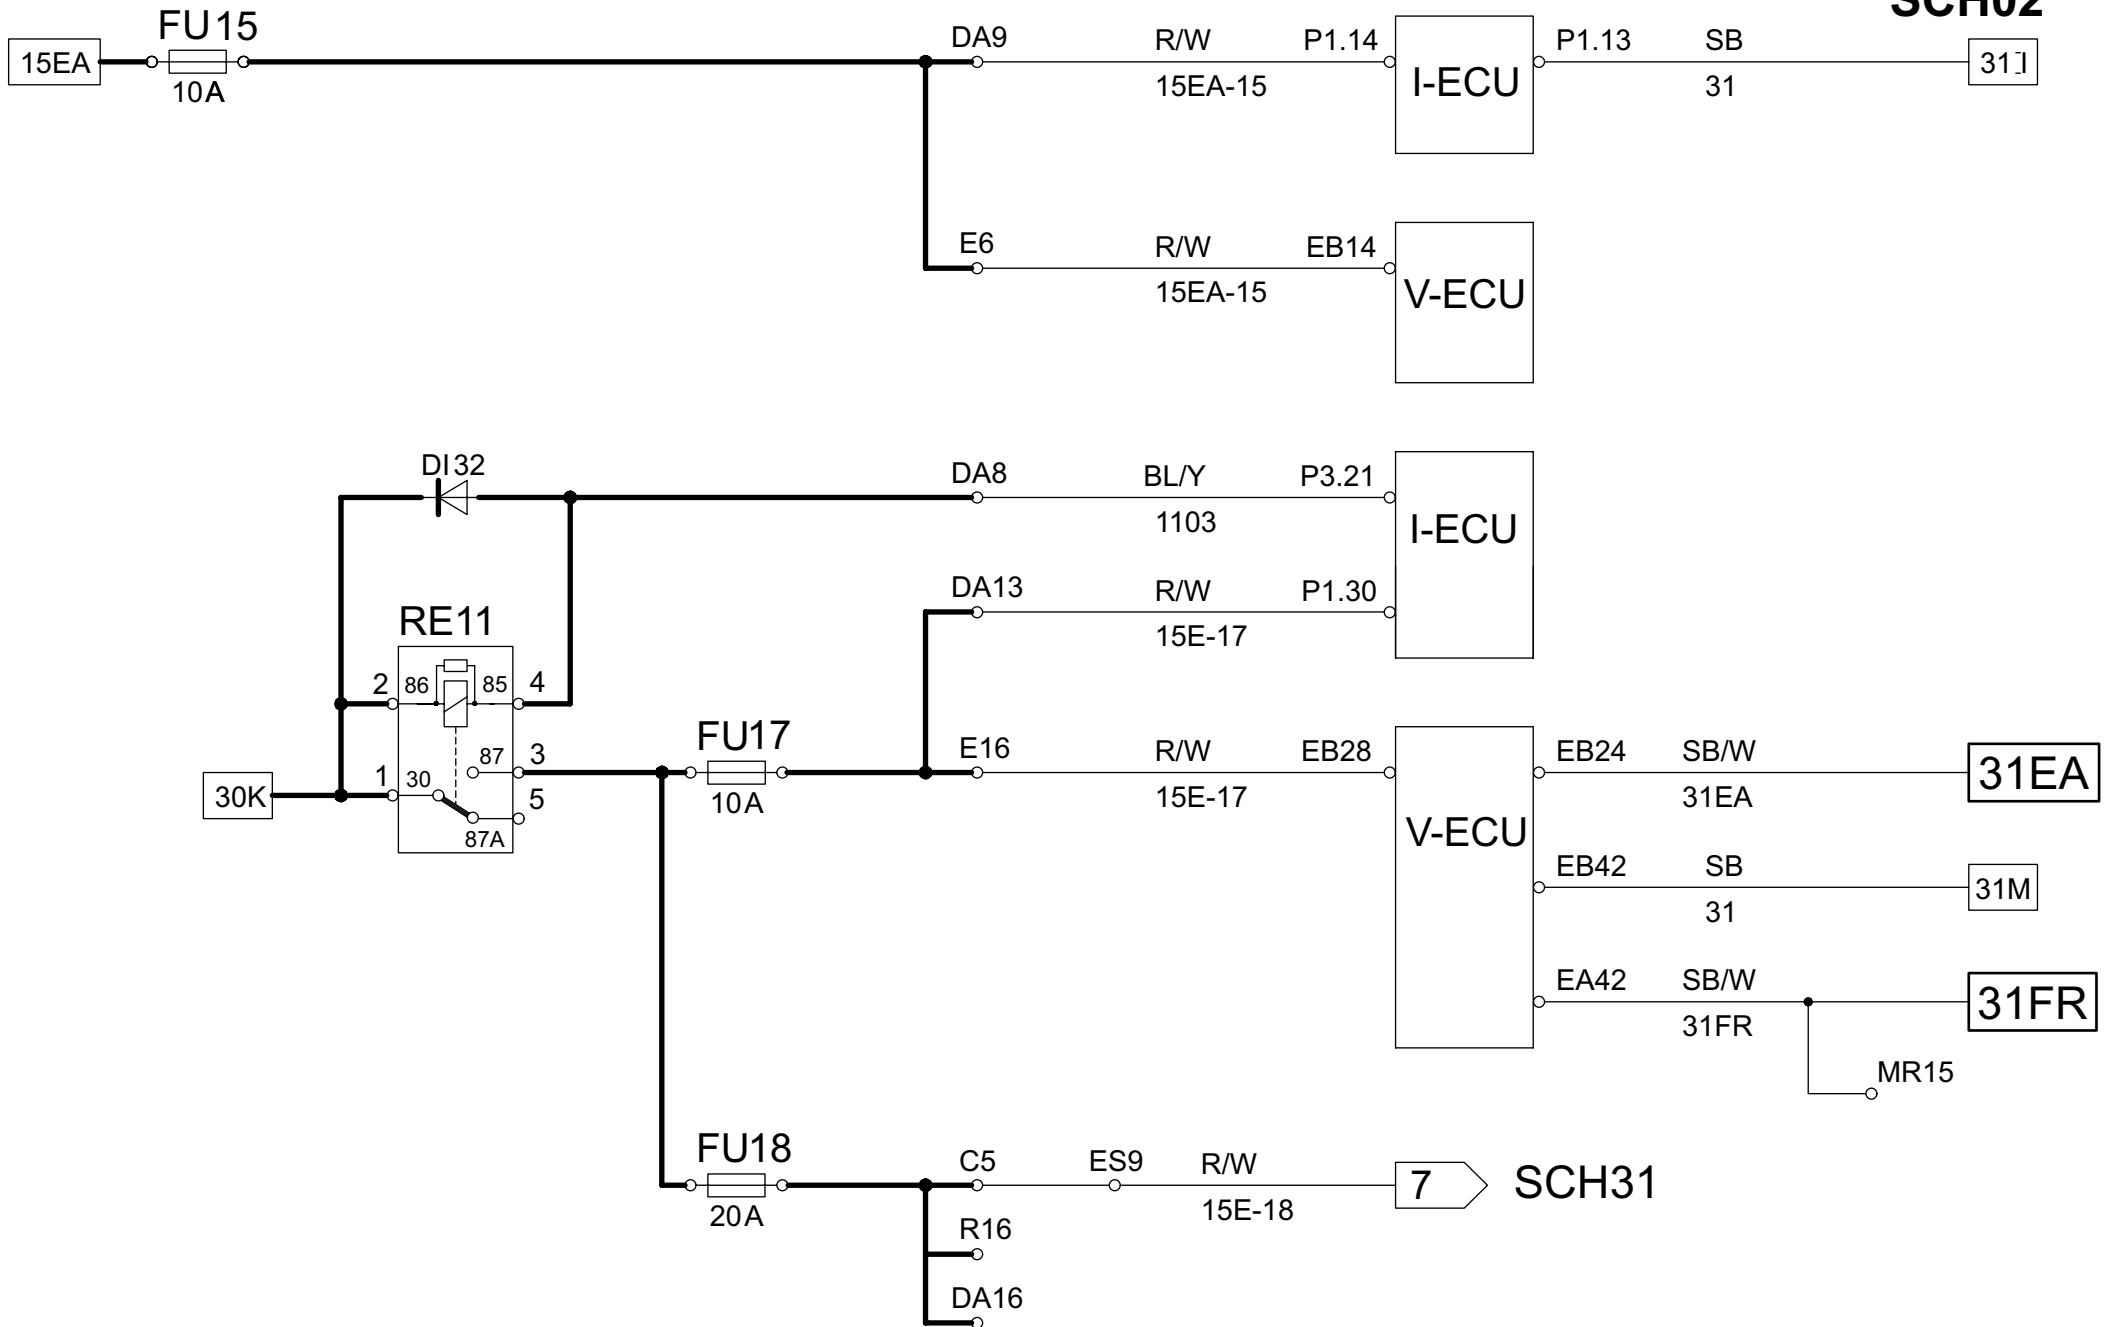 SCH02
FU15
DA9 R/W P1.14 P1.13 SB
15EA I-ECU 31I
10A 15EA-15 31
E6 R/W EB14
15EA-15 V-ECU
DI32 DA8 BL/Y P3.21
1103 I-ECU
DA13 R/W P1.30
RE11 15E-17
2 86 85 4
FU17 E16 R/W EB28 EB24 SB/W
87 3 31EA
30K 1 30 5 10A 15E-17 31EA
87A V-ECU
EB42 SB
31M
31
EA42 SB/W
31FR
31FR
MR15
FU18 C5 ES9 R/W
7 SCH31
20A 15E-18
R16
DA16